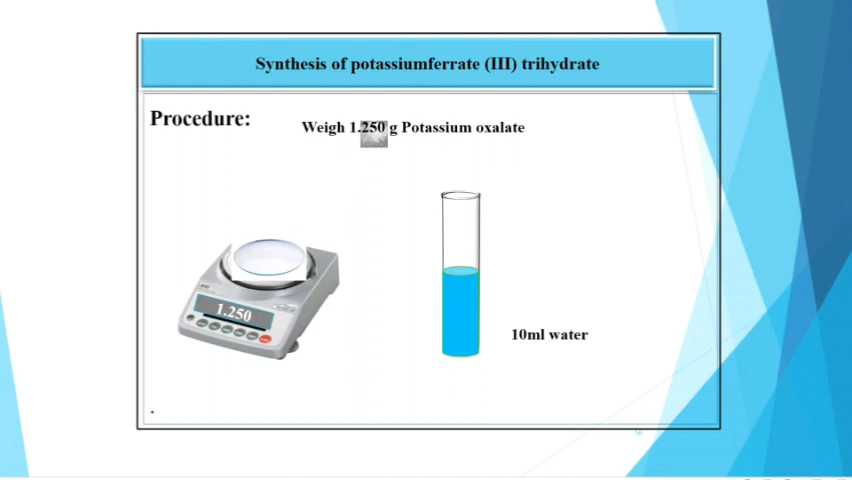 Synthesis of potassiumferrate (III) trihydrate
Procedure:
Weigh 1.250 g Potassium oxalate
1.250
10ml water